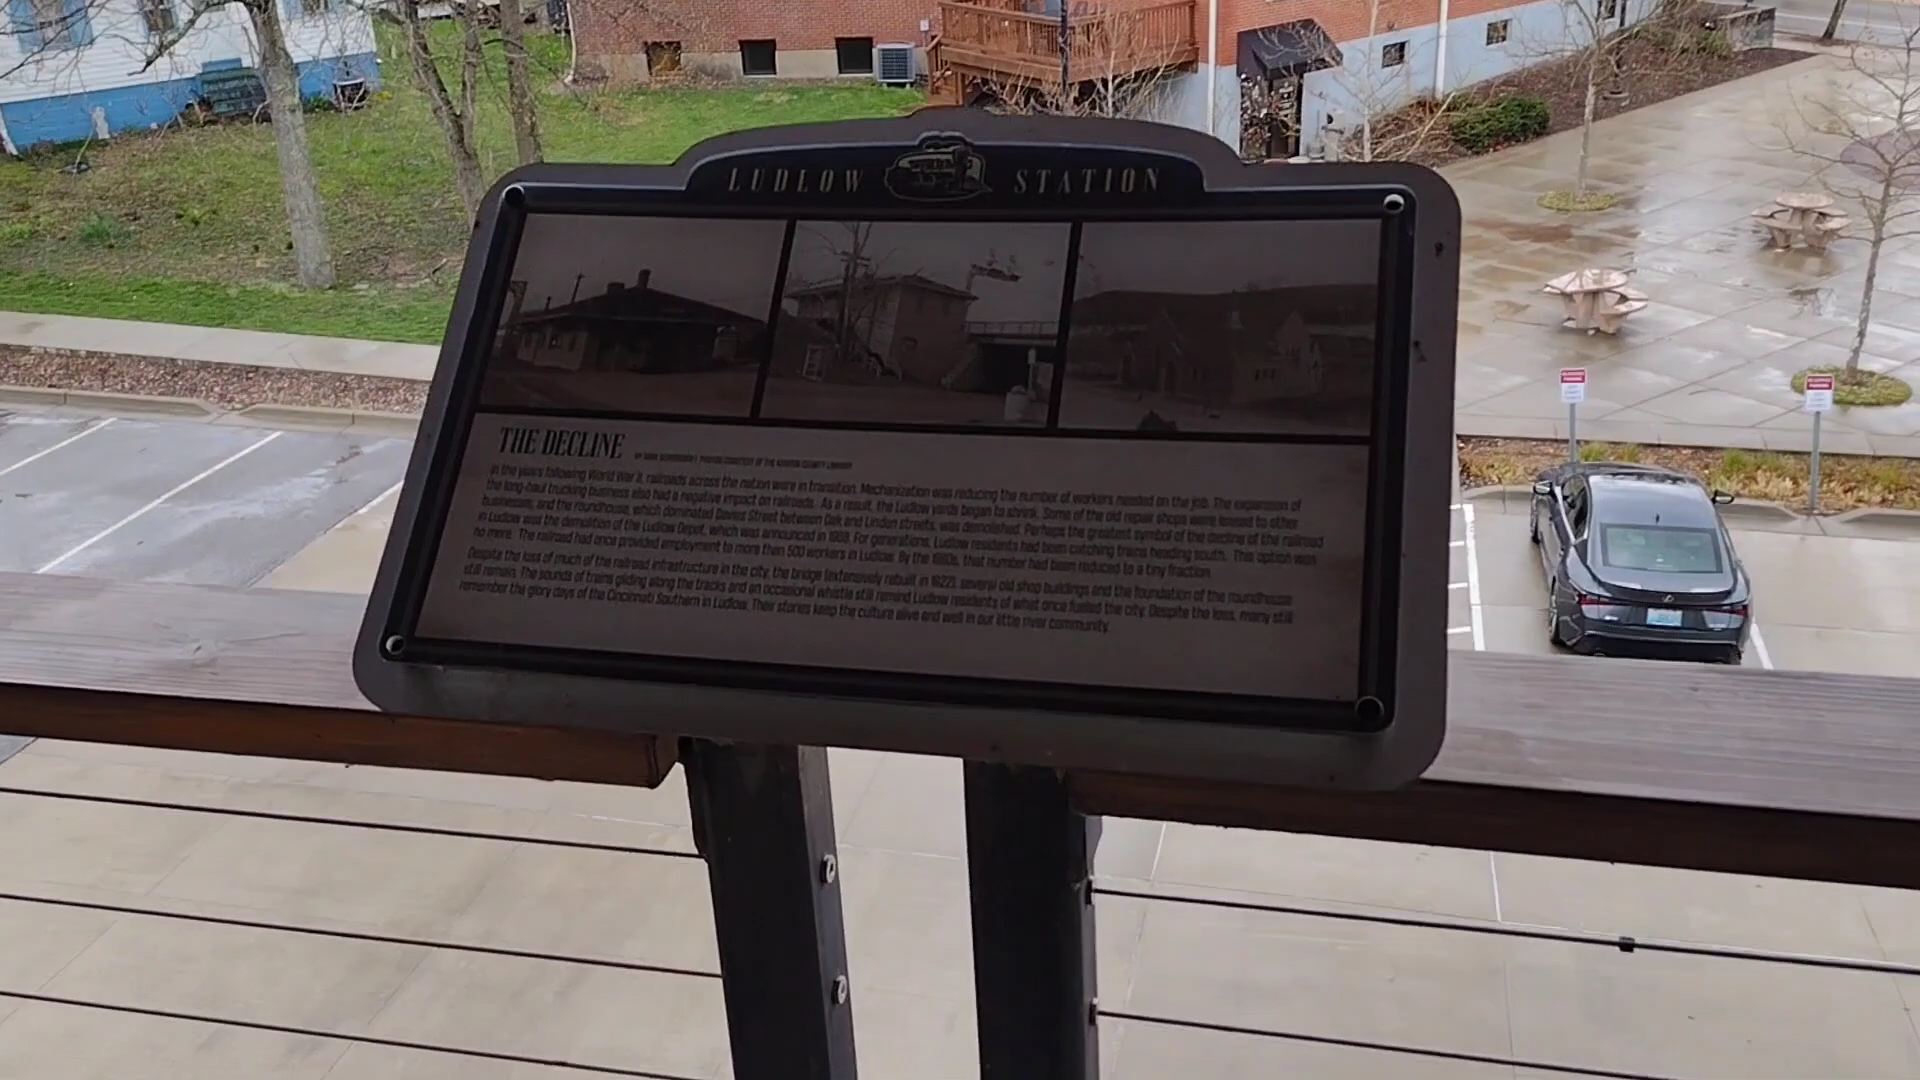 LUDLOW STATION
THE DECLINE
PHOTOS COURTESY OF THE KENTON COUNTY LIBRARY
In the years following World War II, railroads across the nation were in transition. Mechanization was reducing the number of workers needed on the job. The expansion of
the long-haul trucking business also had a negative impact on railroads. As a result, the Ludlow yards began to shrink. Some of the old repair shops were leased to other
businesses, and the roundhouse, which dominated Davies Street between Oak and Linden streets, was demolished. Perhaps the greatest symbol of the decline of the railroad
in Ludlow was the demolition of the Ludlow Depot, which was announced in For generations, Ludlow residents had been catching trains heading south. This option was
no more. The railroad had once provided employment to more than 500 workers in Ludlow. By the 1980s, that number had been reduced to a tiny fraction.
Despite the loss of much of the railroad infrastructure in the city, the bridge (extensively rebuilt in 1922), several old shop buildings and the foundation of the roundhouse
still remain. The sounds of trains gliding along the tracks and an occasional whistle still remind Ludlow residents of what once fueled the city. Despite the loss, many still
remember the glory days of the Cincinnati Southern in Ludlow. Their stories keep the culture alive and well in our little river community.